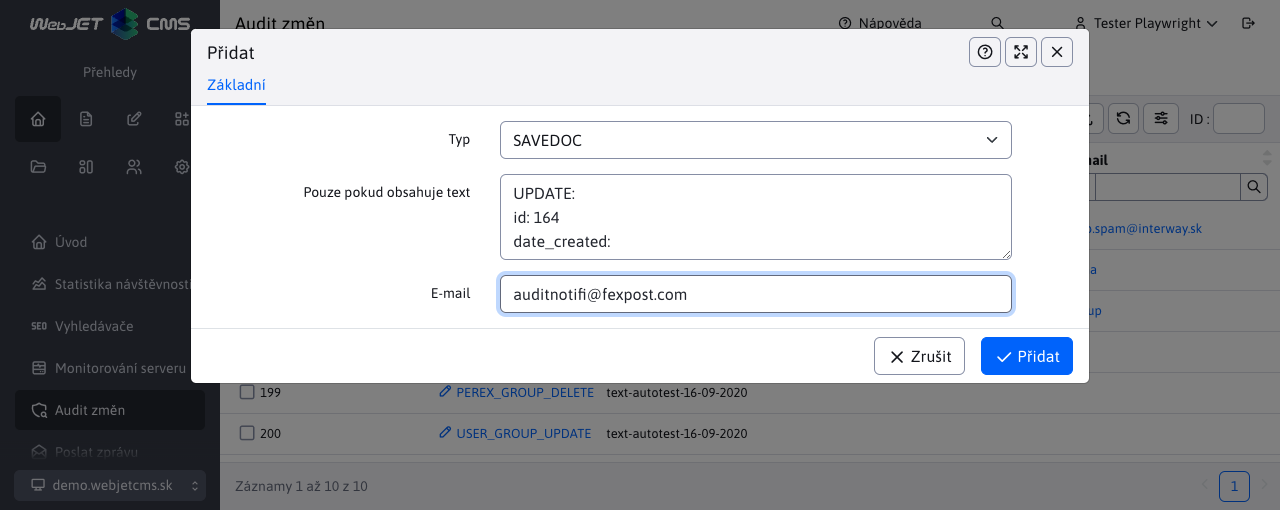 WebJET CMS
Audit změn
Nápověda
Tester Playwright
Přehledy
Přidat
Základní
ID :
Typ
SAVEDOC
Pouze pokud obsahuje text
UPDATE:
id: 164
date_created:
E-mail
auditnotifi@fexpost.com
Zrušit
Přidat
Úvod
Statistika návštěvnosti
SEO
Vyhledávače
Monitorování serveru
Audit změn
Poslat zprávu
demo.webjetcms.sk
spam@interway.sk
199
PEREX_GROUP_DELETE
text-autotest-16-09-2020
200
USER_GROUP_UPDATE
text-autotest-16-09-2020
Záznamy 1 až 10 z 10
1